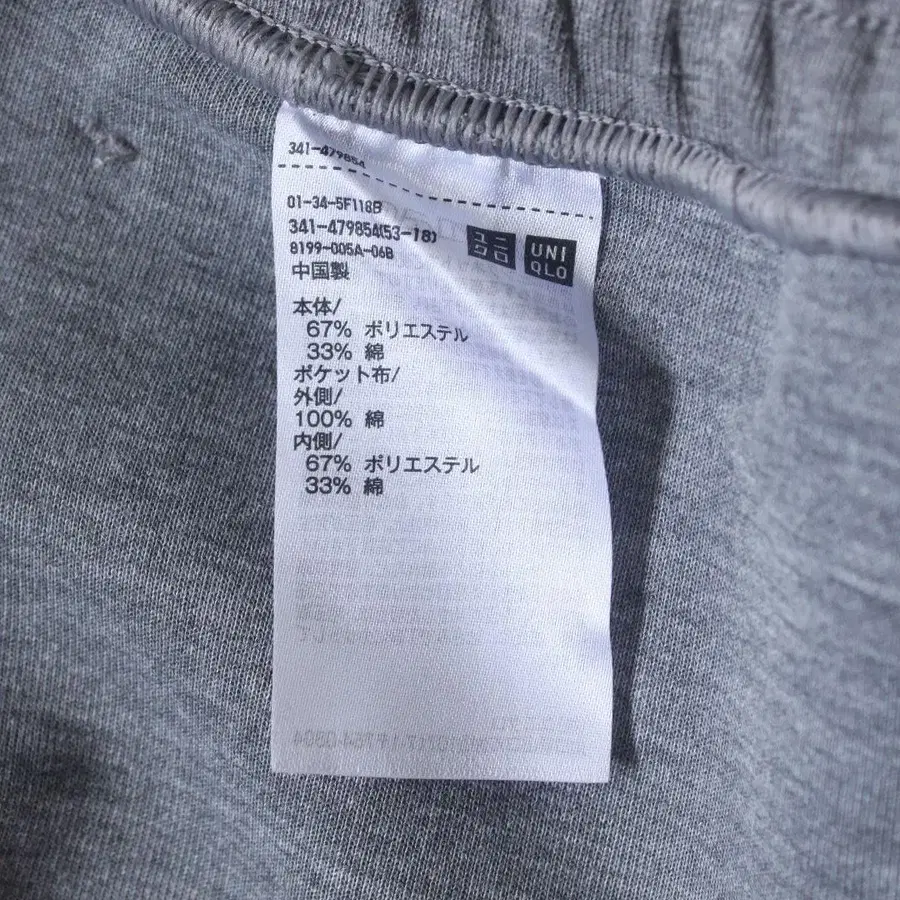 341-479854
01-34-5F118B
341-479854(53-18)
8199-005A-06B
ユニ
クロ
UNI
QLO
中国製
本体/
67% ポリエステル
33% 綿
ポケット布/
外側/
100% 綿
内側/
67% ポリエステル
33% 綿